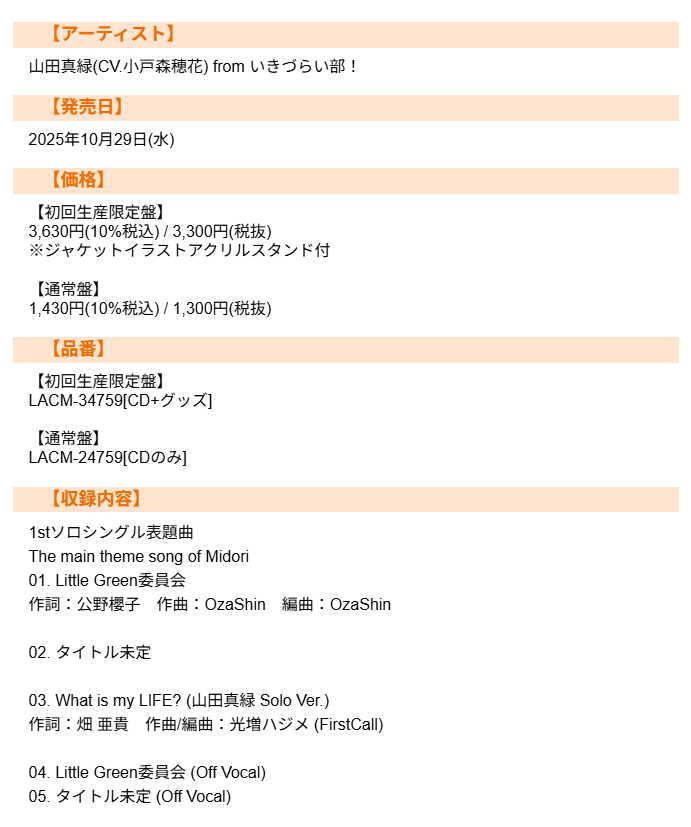 【アーティスト】
山田真緑(CV.小戸森穂花) from いきづらい部！
【発売日】
2025年10月29日(水)
【価格】
【初回生産限定盤】
3,630円(10%税込) / 3,300円(税抜)
※ジャケットイラストアクリルスタンド付
【通常盤】
1,430円(10%税込) / 1,300円(税抜)
【品番】
【初回生産限定盤】
LACM-34759[CD+グッズ]
【通常盤】
LACM-24759[CDのみ]
【収録内容】
1stソロシングル表題曲
The main theme song of Midori
01. Little Green委員会
作詞：公野櫻子　作曲：OzaShin　編曲：OzaShin
02. タイトル未定
03. What is my LIFE? (山田真緑 Solo Ver.)
作詞：畑 亜貴　作曲/編曲：光増ハジメ (FirstCall)
04. Little Green委員会 (Off Vocal)
05. タイトル未定 (Off Vocal)